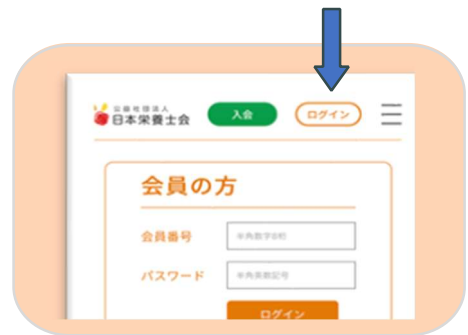 公益社団法人
日本栄養士会
入会
ログイン
会員の方
会員番号
半角数字8桁
パスワード
半角英数記号
ログイン